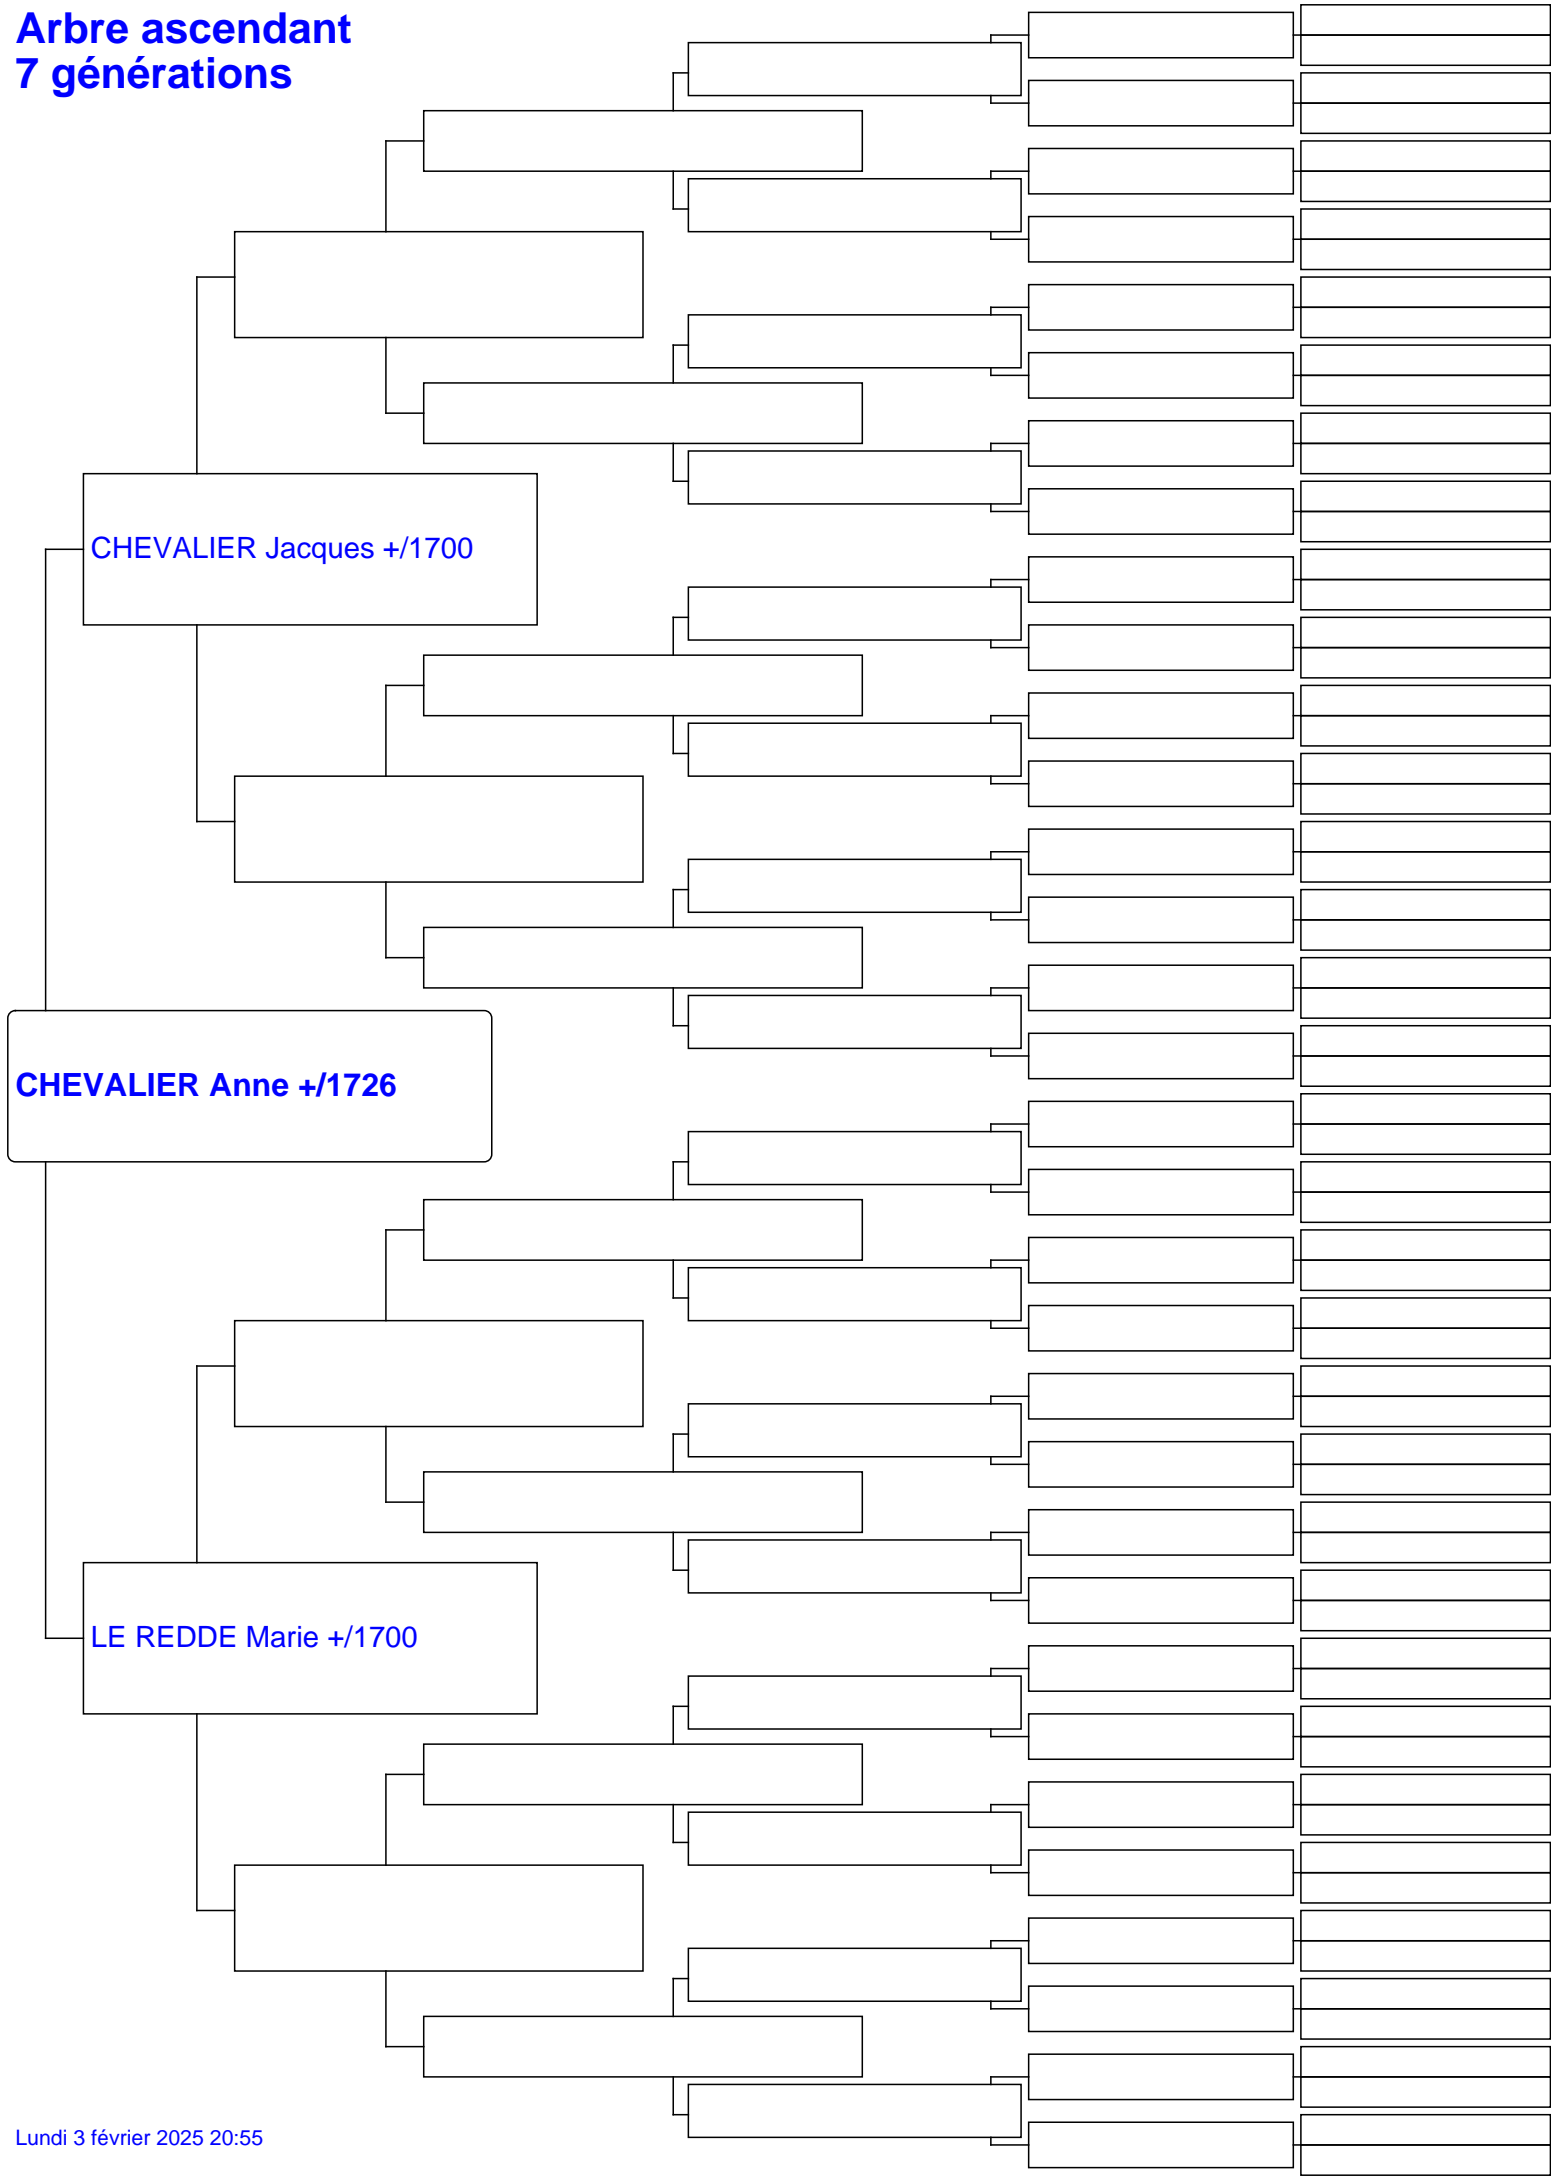 Arbre ascendant
7 générations
CHEVALIER Jacques +/1700
CHEVALIER Anne +/1726
LE REDDE Marie +/1700
Lundi 3 février 2025 20:55